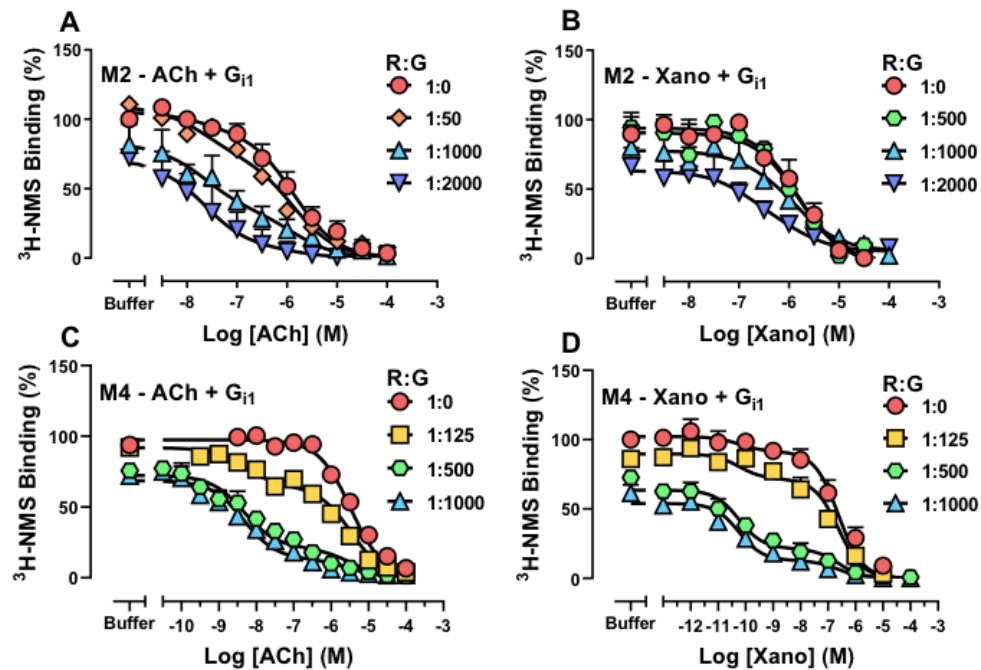 A
³H-NMS Binding (%)
150
100
50
0
M2 - ACh + Gi1
R:G
1:0
1:50
1:1000
1:2000
Buffer -8 -7 -6 -5 -4 -3
Log [ACh] (M)
B
³H-NMS Binding (%)
150
100
50
0
M2 - Xano + Gi1
R:G
1:0
1:500
1:1000
1:2000
Buffer -8 -7 -6 -5 -4 -3
Log [Xano] (M)
C
³H-NMS Binding (%)
150
100
50
0
M4 - ACh + Gi1
R:G
1:0
1:125
1:500
1:1000
Buffer -10 -9 -8 -7 -6 -5 -4 -3
Log [ACh] (M)
D
³H-NMS Binding (%)
150
100
50
0
M4 - Xano + Gi1
R:G
1:0
1:125
1:500
1:1000
Buffer -12 -11 -10 -9 -8 -7 -6 -5 -4 -3
Log [Xano] (M)